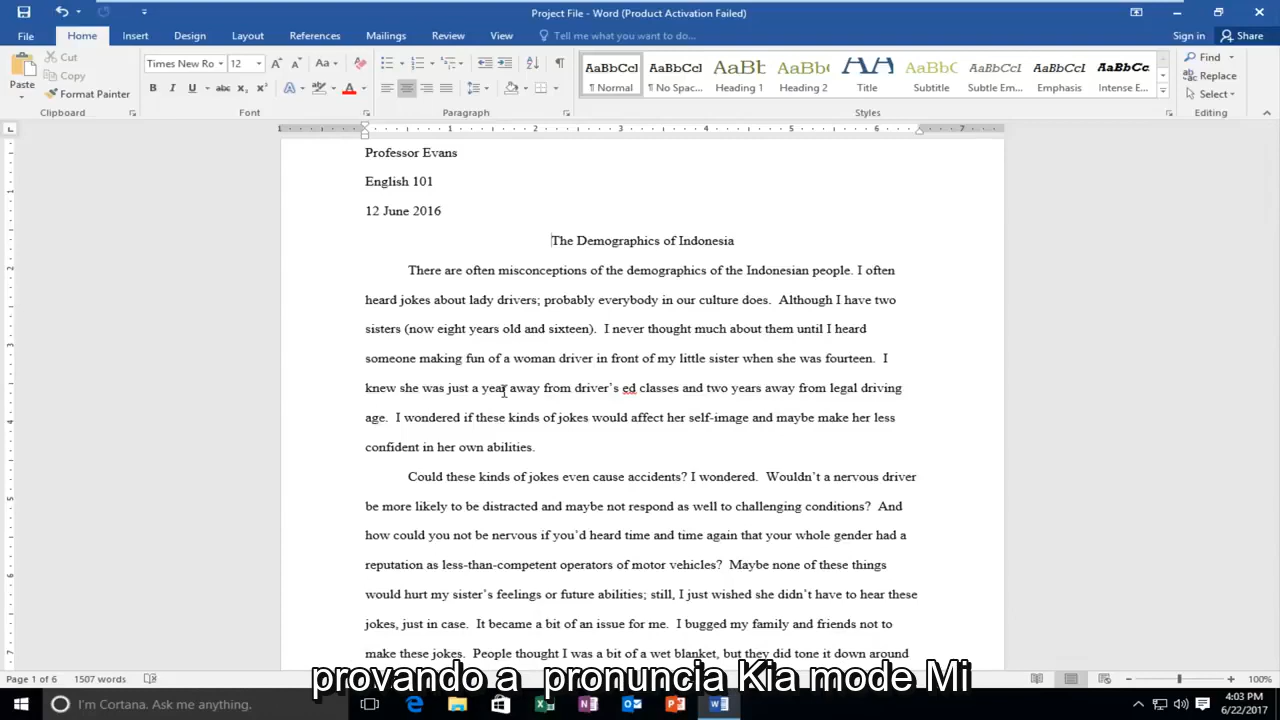 Project File - Word (Product Activation Failed)
File Home Insert Design Layout References Mailings Review View Tell me what you want to do... Sign in Share
Cut
Copy
Paste
Format Painter
Times New Ro 12 Aa
B I U abc X₂ X² A A
AaBbCcI AaBbCcI AaBb AaBb AA AaBbC AaBbCcI AaBbCcI AaBbCc
¶ Normal ¶ No Spac... Heading 1 Heading 2 Title Subtitle Subtle Em... Emphasis Intense E...
Find
Replace
Select
Clipboard Font Paragraph Styles Editing
1 1 2 3 4 5 6 7
Professor Evans
English 101
12 June 2016
The Demographics of Indonesia
There are often misconceptions of the demographics of the Indonesian people. I often
heard jokes about lady drivers; probably everybody in our culture does. Although I have two
sisters (now eight years old and sixteen). I never thought much about them until I heard
someone making fun of a woman driver in front of my little sister when she was fourteen. I
knew she was just a year away from driver's ed classes and two years away from legal driving
age. I wondered if these kinds of jokes would affect her self-image and maybe make her less
confident in her own abilities.
Could these kinds of jokes even cause accidents? I wondered. Wouldn't a nervous driver
be more likely to be distracted and maybe not respond as well to challenging conditions? And
how could you not be nervous if you'd heard time and time again that your whole gender had a
reputation as less-than-competent operators of motor vehicles? Maybe none of these things
would hurt my sister's feelings or future abilities; still, I just wished she didn't have to hear these
jokes, just in case. It became a bit of an issue for me. I bugged my family and friends not to
make these jokes. People thought I was a bit of a wet blanket, but they did tone it down around
provando a pronuncia Kia mode Mi
Page 1 of 6 1507 words 100%
I'm Cortana. Ask me anything.
4:03 PM
6/22/2017